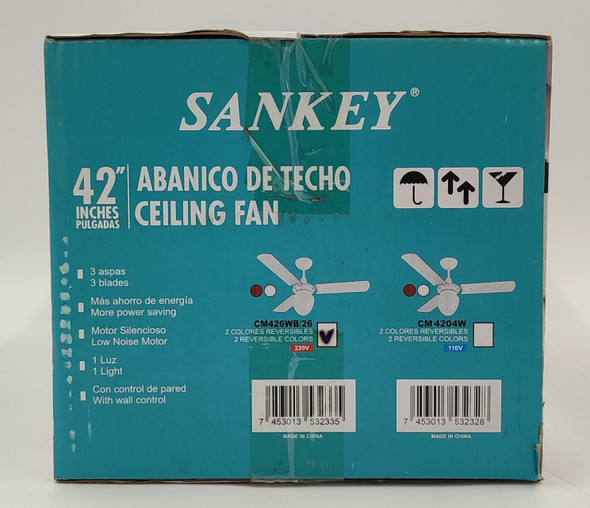 SANKEY®
42"
INCHES
PULGADAS
ABANICO DE TECHO
CEILING FAN
3 aspas
3 blades
Más ahorro de energía
More power saving
Motor Silencioso
Low Noise Motor
1 Luz
1 Light
Con control de pared
With wall control
CM426WB/26
2 COLORES REVERSIBLES
2 REVERSIBLE COLORS
220V
CM 4204W
2 COLORES REVERSIBLES
2 REVERSIBLE COLORS
110V
7 453013 532335
MADE IN CHINA
7 453013 532328
MADE IN CHINA